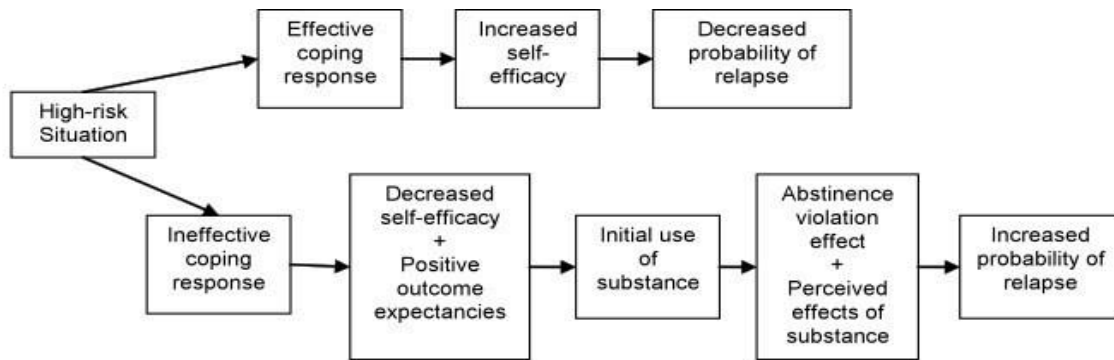 Effective
coping
response
Increased
self-
efficacy
Decreased
probability of
relapse
High-risk
Situation
Ineffective
coping
response
Decreased
self-efficacy
+
Positive
outcome
expectancies
Initial use
of
substance
Abstinence
violation
effect
+
Perceived
effects of
substance
Increased
probability of
relapse